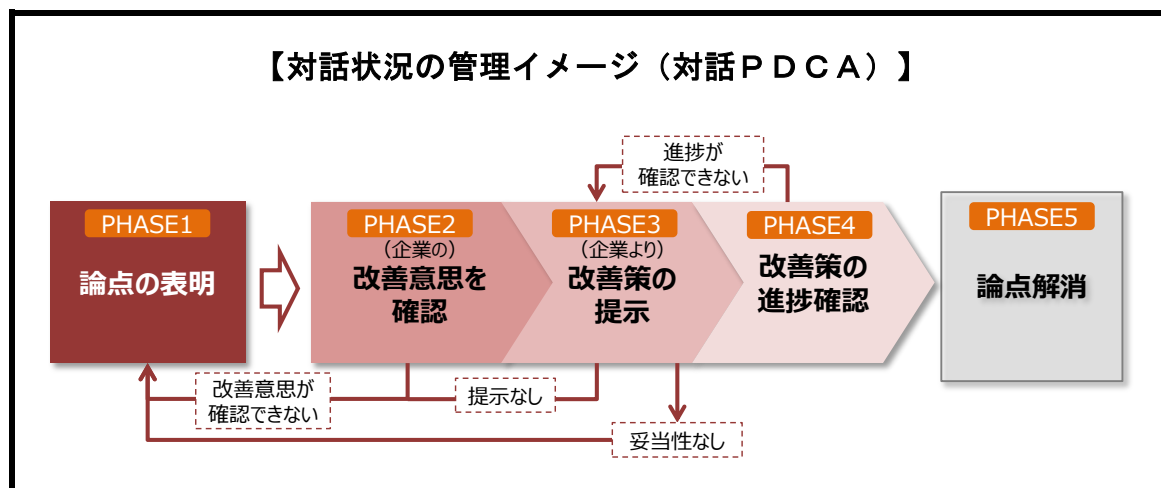 【対話状況の管理イメージ（対話ＰＤＣＡ）】
進捗が
確認できない
PHASE1
論点の表明
PHASE2
（企業の）
改善意思を
確認
PHASE3
（企業より）
改善策の
提示
PHASE4
改善策の
進捗確認
PHASE5
論点解消
改善意思が
確認できない
提示なし
妥当性なし